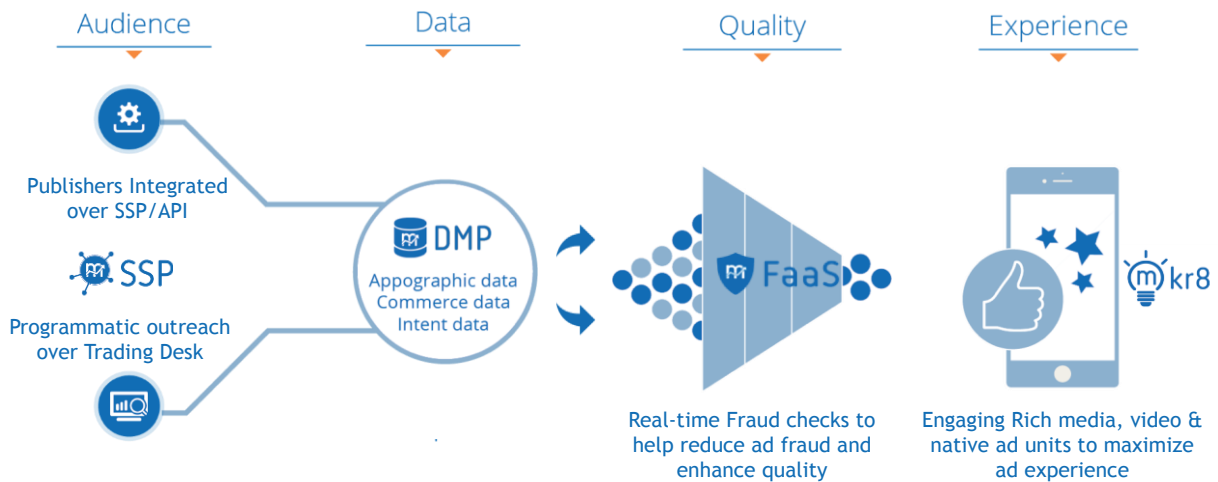 Audience
Data
Quality
Experience
Publishers Integrated
over SSP/API
SSP
Programmatic outreach
over Trading Desk
DMP
Appographic data
Commerce data
Intent data
FaaS
Real-time Fraud checks to
help reduce ad fraud and
enhance quality
m kr8
Engaging Rich media, video &
native ad units to maximize
ad experience